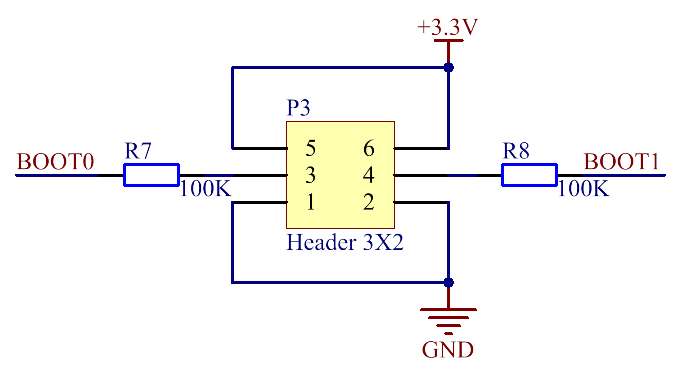 +3.3V
P3
BOOT0 R7 100K
5 6
3 4
1 2
R8 100K BOOT1
Header 3X2
GND